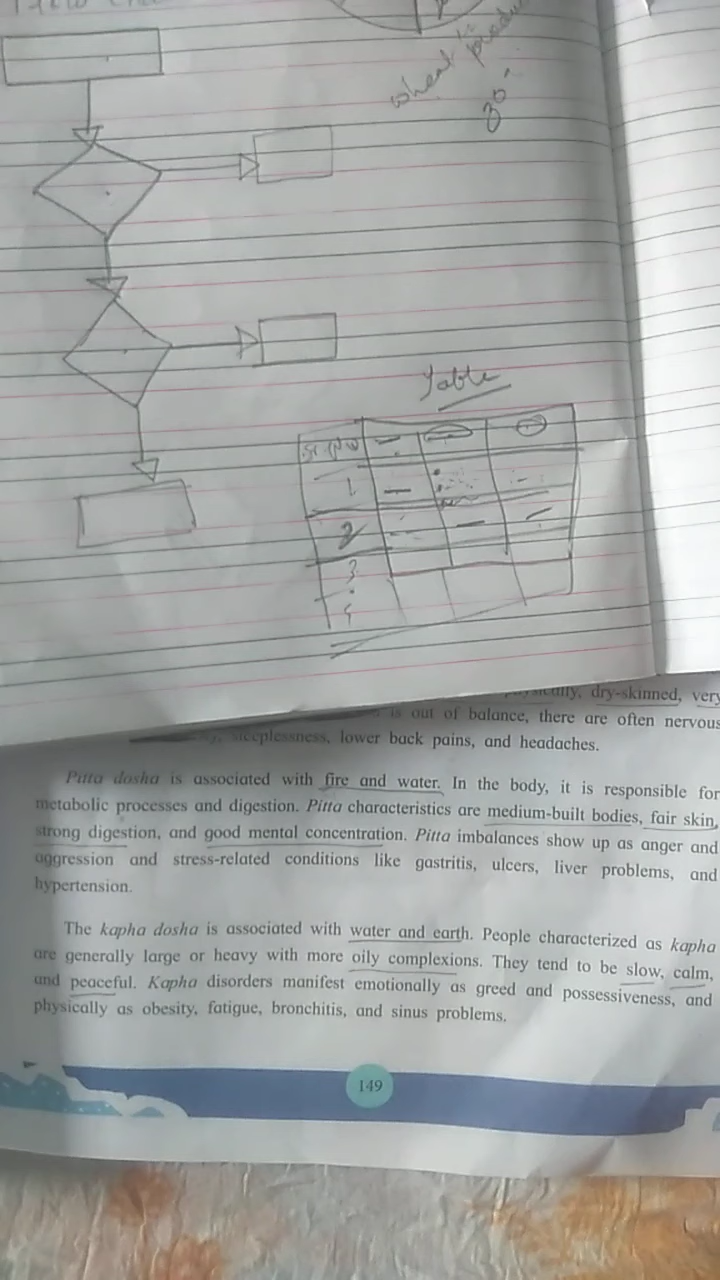 wheat produ
30°
Table
Sr. No
1
2
3
4
dry-skinned, very
is out of balance, there are often nervous
sleeplessness, lower back pains, and headaches.
Pitta dosha is associated with fire and water. In the body, it is responsible for
metabolic processes and digestion. Pitta characteristics are medium-built bodies, fair skin,
strong digestion, and good mental concentration. Pitta imbalances show up as anger and
aggression and stress-related conditions like gastritis, ulcers, liver problems, and
hypertension.
The kapha dosha is associated with water and earth. People characterized as kapha
are generally large or heavy with more oily complexions. They tend to be slow, calm,
and peaceful. Kapha disorders manifest emotionally as greed and possessiveness, and
physically as obesity, fatigue, bronchitis, and sinus problems.
149